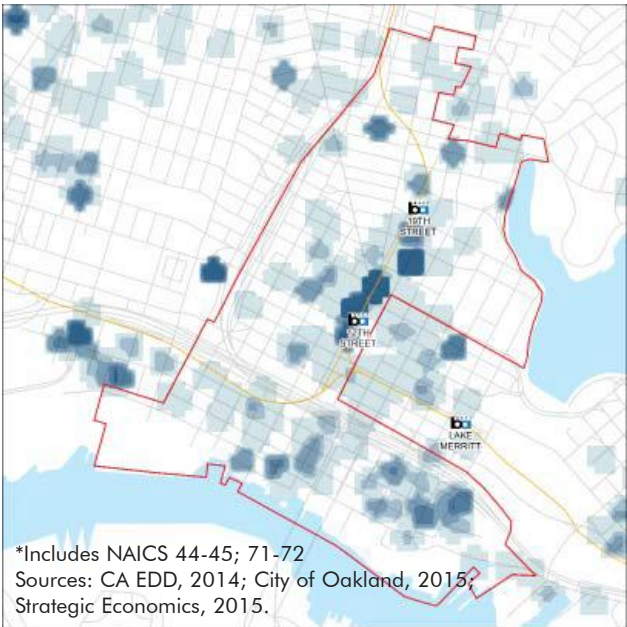 19TH
STREET
12TH
STREET
LAKE
MERRITT
*Includes NAICS 44-45; 71-72
Sources: CA EDD, 2014; City of Oakland, 2015;
Strategic Economics, 2015.